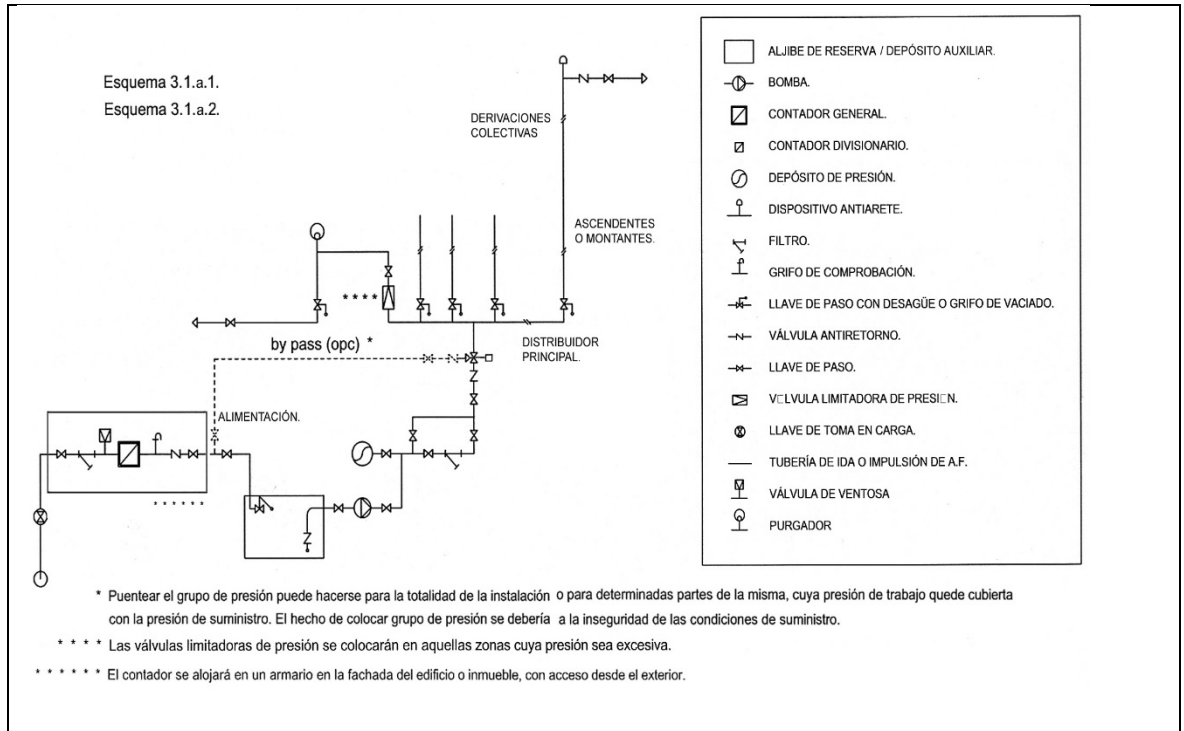 Esquema 3.1.a.1.
Esquema 3.1.a.2.
DERIVACIONES
COLECTIVAS
ASCENDENTES
O MONTANTES.
* * * *
by pass (opc) *
DISTRIBUIDOR
PRINCIPAL.
ALIMENTACIÓN.
* * * * * *
ALJIBE DE RESERVA / DEPÓSITO AUXILIAR.
BOMBA.
CONTADOR GENERAL.
CONTADOR DIVISIONARIO.
DEPÓSITO DE PRESIÓN.
DISPOSITIVO ANTIARETE.
FILTRO.
GRIFO DE COMPROBACIÓN.
LLAVE DE PASO CON DESAGÜE O GRIFO DE VACIADO.
VÁLVULA ANTIRETORNO.
LLAVE DE PASO.
V□LVULA LIMITADORA DE PRESI□N.
LLAVE DE TOMA EN CARGA.
TUBERÍA DE IDA O IMPULSIÓN DE A.F.
VÁLVULA DE VENTOSA
PURGADOR
* Puentear el grupo de presión puede hacerse para la totalidad de la instalación o para determinadas partes de la misma, cuya presión de trabajo quede cubierta
con la presión de suministro. El hecho de colocar grupo de presión se debería a la inseguridad de las condiciones de suministro.
* * * * Las válvulas limitadoras de presión se colocarán en aquellas zonas cuya presión sea excesiva.
* * * * * * El contador se alojará en un armario en la fachada del edificio o inmueble, con acceso desde el exterior.